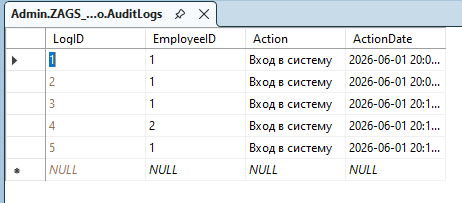 Admin.ZAGS_...o.AuditLogs
LogID EmployeeID Action ActionDate
1 1 Вход в систему 2026-06-01 20:0...
2 1 Вход в систему 2026-06-01 20:0...
3 1 Вход в систему 2026-06-01 20:1...
4 2 Вход в систему 2026-06-01 20:1...
5 1 Вход в систему 2026-06-01 20:1...
NULL NULL NULL NULL